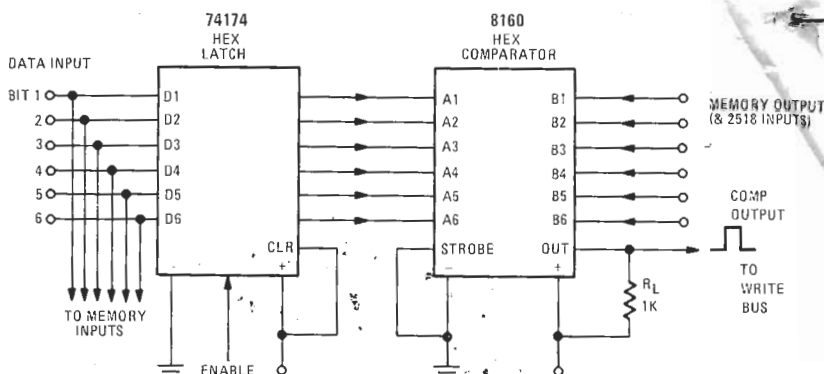 74174
HEX
LATCH
8160
HEX
COMPARATOR
DATA INPUT
BIT 1
2
3
4
5
6
D1
D2
D3
D4
D5
D6
CLR
+
-
A1
A2
A3
A4
A5
A6
STROBE
-
B1
B2
B3
B4
B5
B6
OUT
+
MEMORY OUTPUT
(& 2518 INPUTS)
COMP
OUTPUT
TO
WRITE
BUS
RL
1K
TO MEMORY
INPUTS
ENABLE